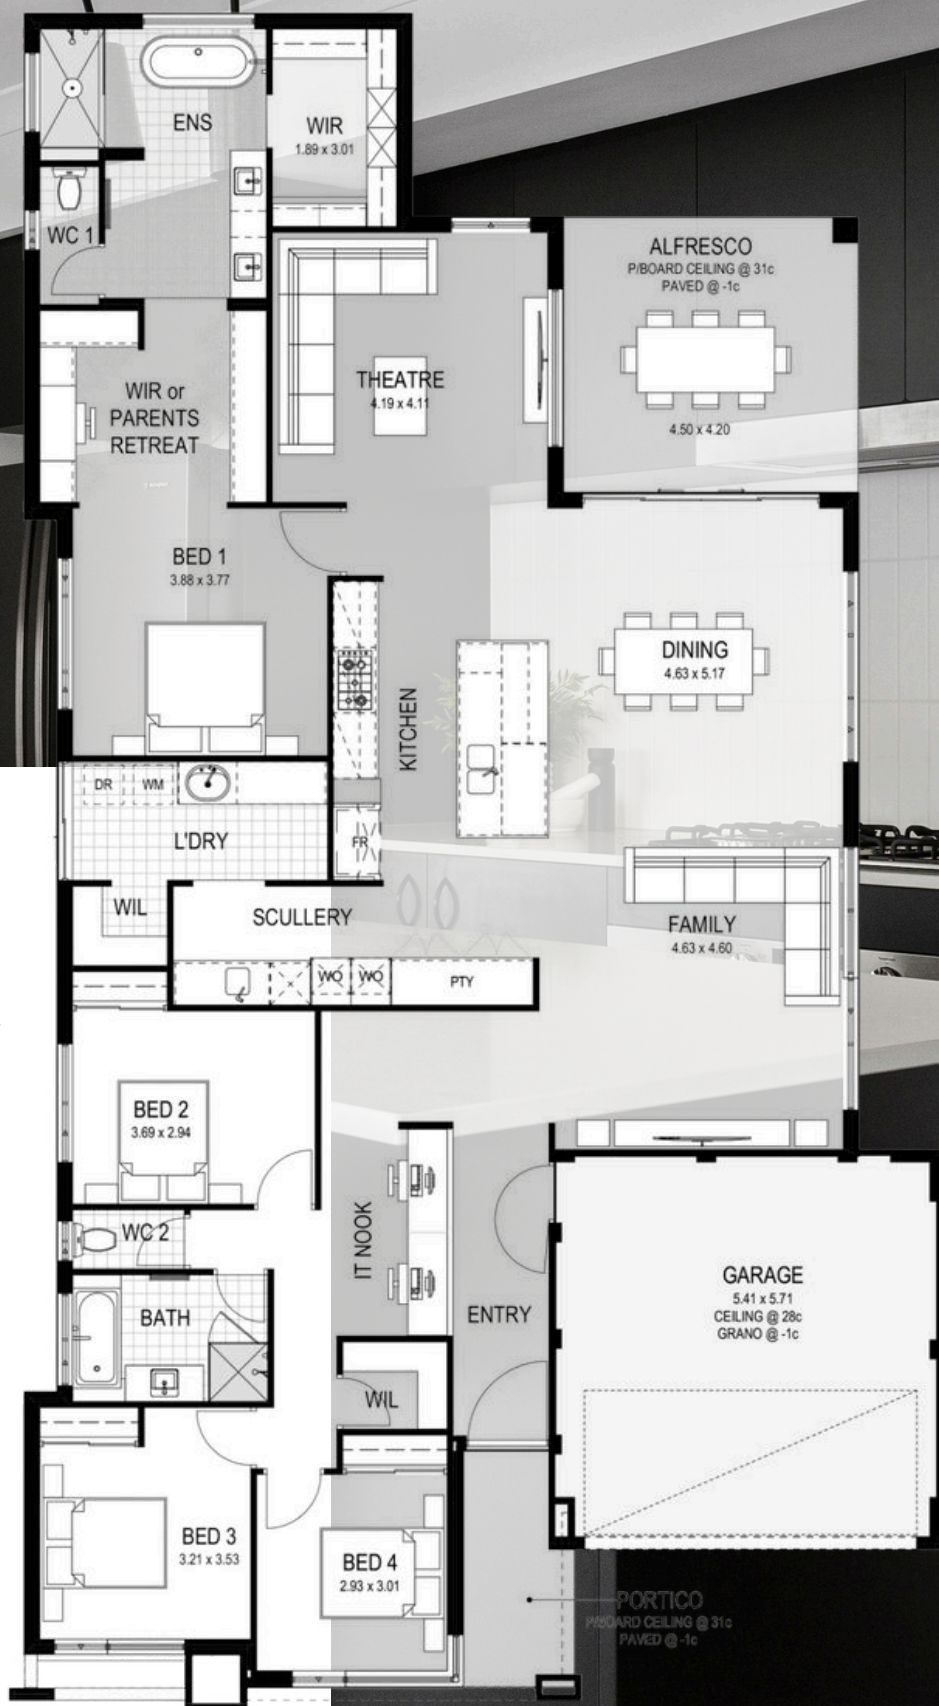 ENS
WIR
1.89 x 3.01
WC 1
ALFRESCO
P/BOARD CEILING @ 31c
PAVED @ -1c
4.50 x 4.20
THEATRE
4.19 x 4.11
WIR or
PARENTS
RETREAT
BED 1
3.88 x 3.77
KITCHEN
DINING
4.63 x 5.17
DR
WM
L'DRY
FR
WIL
SCULLERY
FAMILY
4.63 x 4.60
WO
WO
PTY
BED 2
3.69 x 2.94
WC 2
IT NOOK
BATH
ENTRY
GARAGE
5.41 x 5.71
CEILING @ 28c
GRANO @ -1c
WIL
BED 3
3.21 x 3.53
BED 4
2.93 x 3.01
PORTICO
P/BOARD CEILING @ 31c
PAVED @ -1c